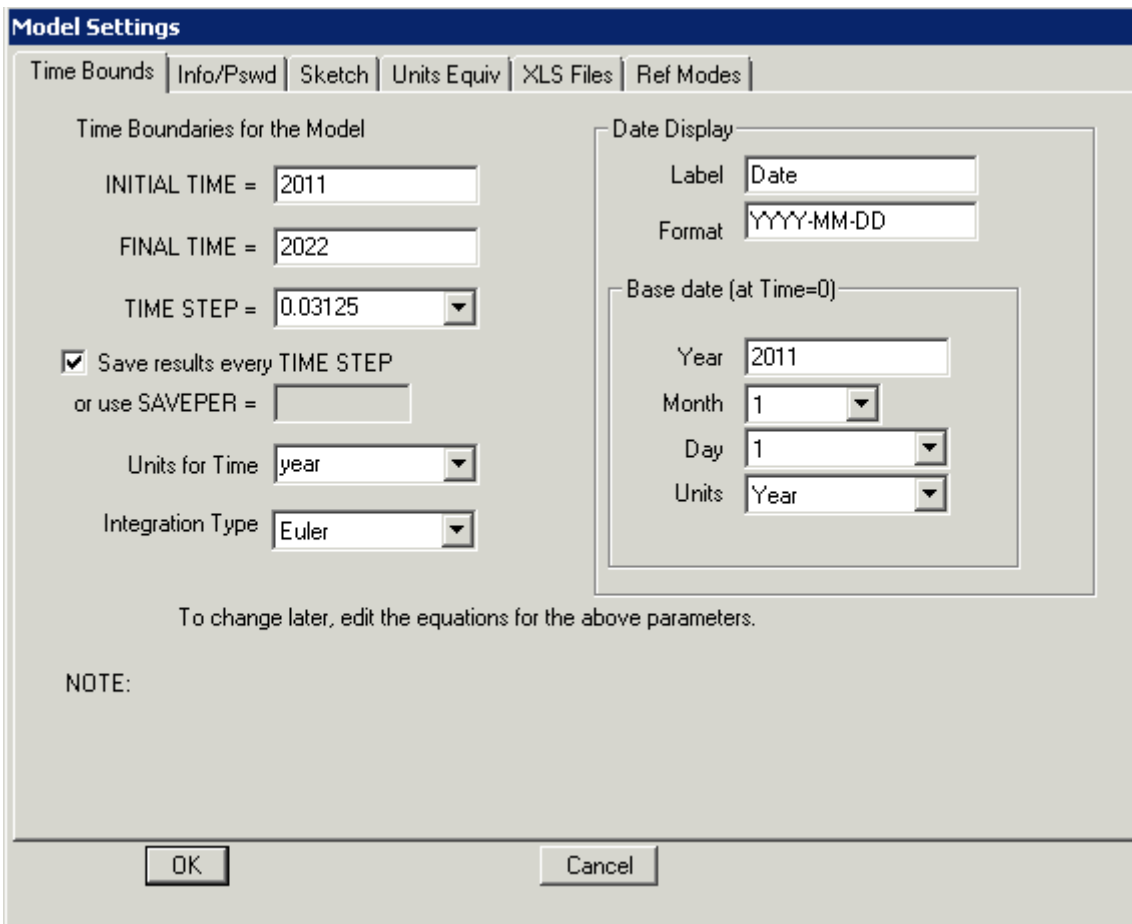 Model Settings
Time Bounds Info/Pswd Sketch Units Equiv XLS Files Ref Modes
Time Boundaries for the Model
INITIAL TIME = 2011
FINAL TIME = 2022
TIME STEP = 0.03125
Save results every TIME STEP
or use SAVEPER =
Units for Time year
Integration Type Euler
Date Display
Label Date
Format YYYY-MM-DD
Base date (at Time=0)
Year 2011
Month 1
Day 1
Units Year
To change later, edit the equations for the above parameters.
NOTE:
OK Cancel